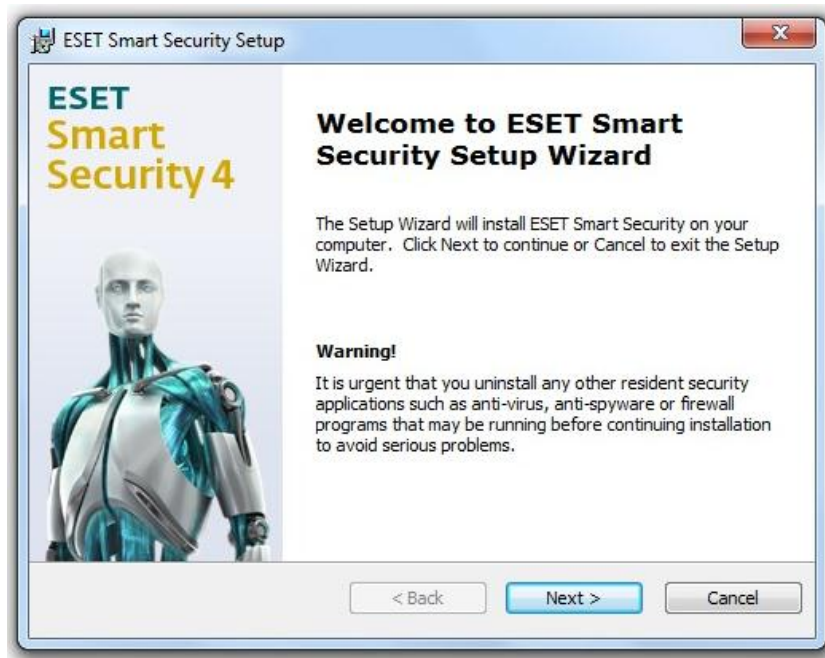 ESET Smart Security Setup
ESET
Smart
Security 4
Welcome to ESET Smart
Security Setup Wizard
The Setup Wizard will install ESET Smart Security on your
computer. Click Next to continue or Cancel to exit the Setup
Wizard.
Warning!
It is urgent that you uninstall any other resident security
applications such as anti-virus, anti-spyware or firewall
programs that may be running before continuing installation
to avoid serious problems.
< Back
Next >
Cancel